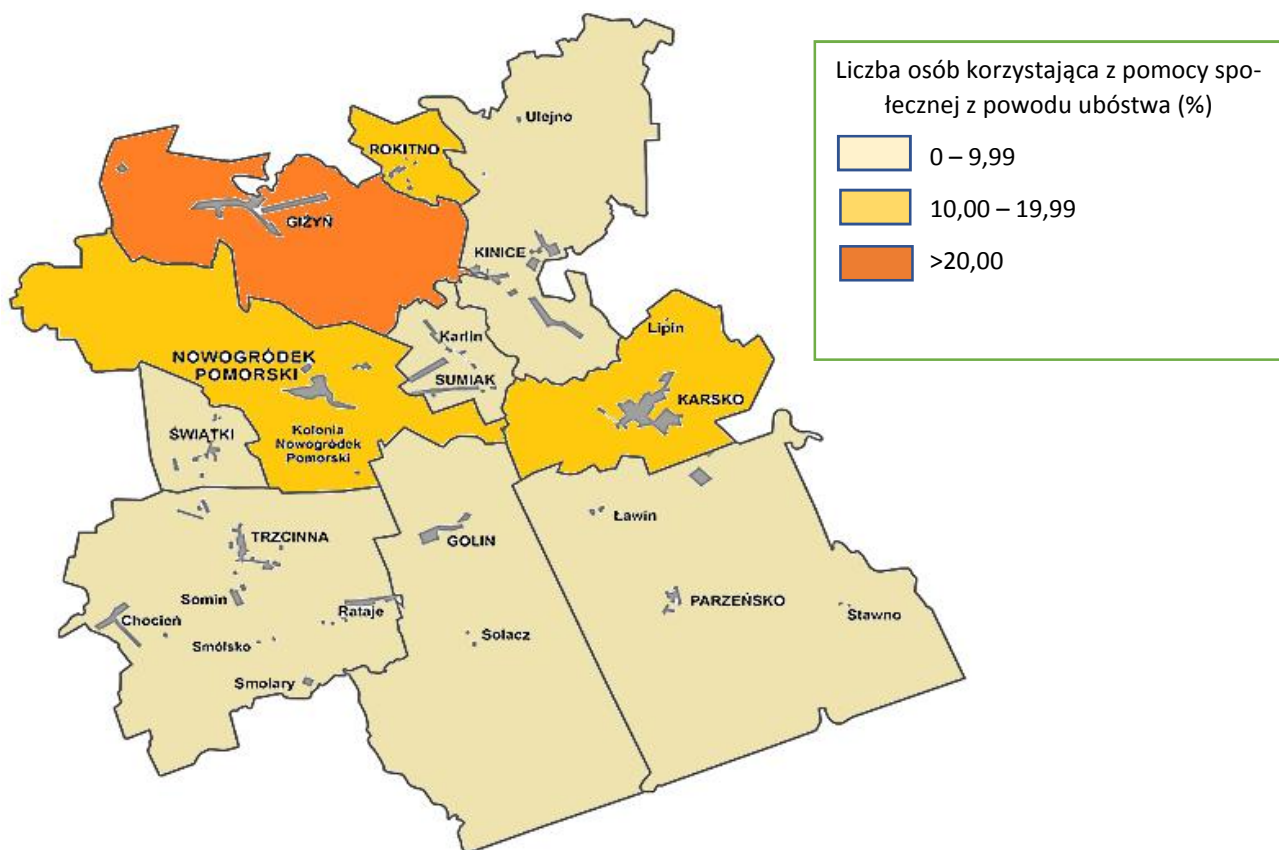 Liczba osób korzystająca z pomocy spo-
łecznej z powodu ubóstwa (%)
0 – 9,99
10,00 – 19,99
>20,00
Ulejno
ROKITNO
GIŻYŃ
KINICE
Karlin
SUMIAK
Lipin
KARSKO
NOWOGRÓDEK
POMORSKI
Kolonia
Nowogródek
Pomorski
ŚWIĄTKI
TRZCINNA
GOLIN
Ławin
Somin
Chocień
Rataje
PARZEŃSKO
Stawno
Smólsko
Sołacz
Smolary